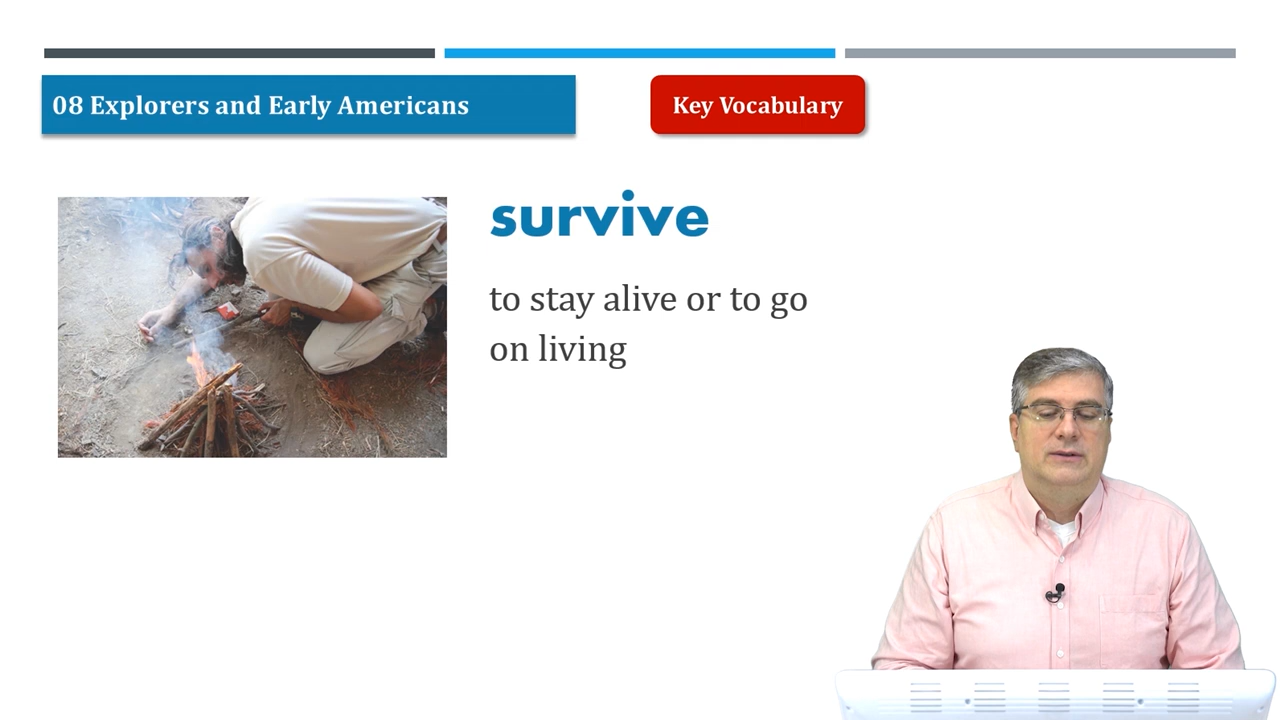 08 Explorers and Early Americans
Key Vocabulary
survive
to stay alive or to go
on living